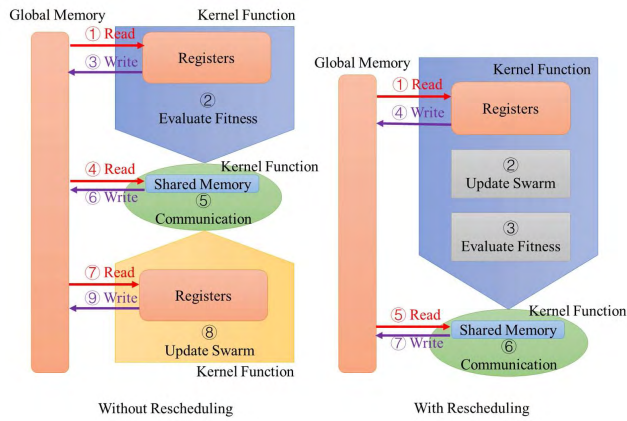 Global Memory
Kernel Function
① Read
③ Write
Registers
②
Evaluate Fitness
Kernel Function
④ Read
⑥ Write
Shared Memory
⑤
Communication
⑦ Read
⑨ Write
Registers
⑧
Update Swarm
Kernel Function
Without Rescheduling
Global Memory
Kernel Function
① Read
④ Write
Registers
②
Update Swarm
③
Evaluate Fitness
Kernel Function
⑤ Read
⑦ Write
Shared Memory
⑥
Communication
With Rescheduling